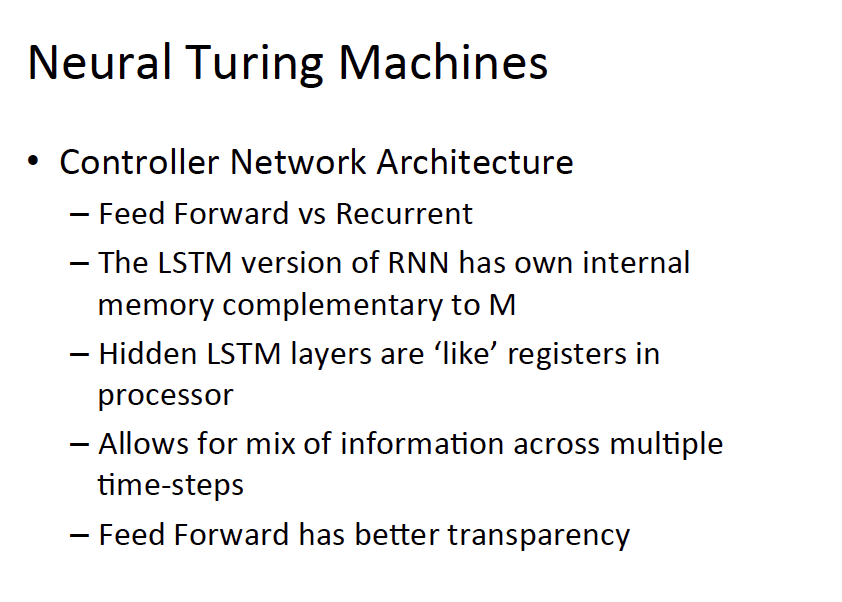 Neural Turing Machines
• Controller Network Architecture
– Feed Forward vs Recurrent
– The LSTM version of RNN has own internal
memory complementary to M
– Hidden LSTM layers are ‘like’ registers in
processor
– Allows for mix of information across multiple
time-steps
– Feed Forward has better transparency